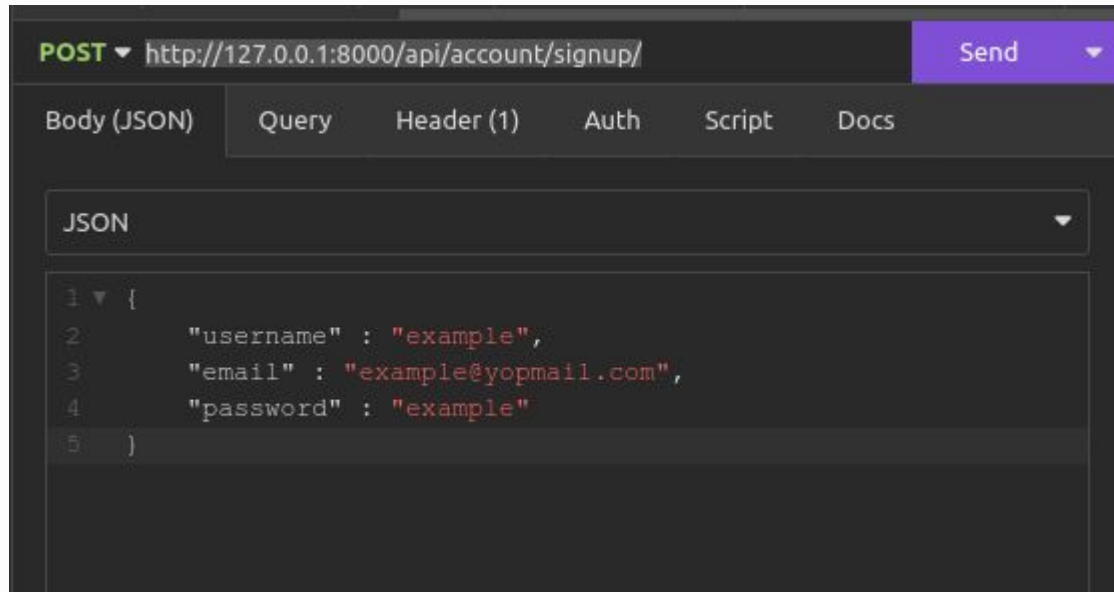 POST http://127.0.0.1:8000/api/account/signup/ Send
Body (JSON) Query Header (1) Auth Script Docs
JSON
1 {
2 "username" : "example",
3 "email" : "example@yopmail.com",
4 "password" : "example"
5 }